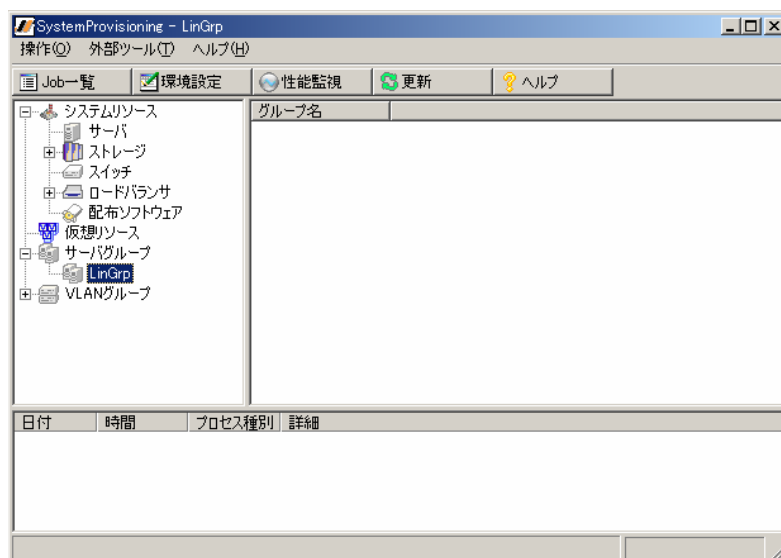 SystemProvisioning - LinGrp
操作(O) 外部ツール(T) ヘルプ(H)
Job一覧 環境設定 性能監視 更新 ヘルプ
システムリソース
サーバ
ストレージ
スイッチ
ロードバランサ
配布ソフトウェア
仮想リソース
サーバグループ
LinGrp
VLANグループ
グループ名
日付 時間 プロセス種別 詳細